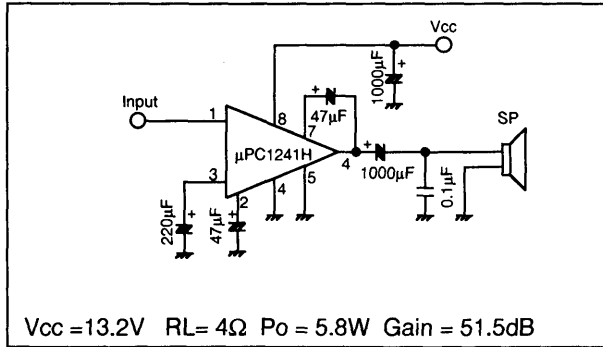 Vcc
1000µF
+
Input
1
8
+
47µF
7
SP
µPC1241H
4
+
1000µF
3
2
4
5
0.1µF
220µF
+
47µF
+
Vcc =13.2V RL= 4Ω Po = 5.8W Gain = 51.5dB